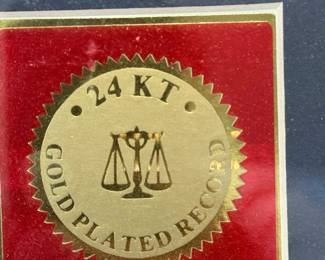 · 24 KT ·
GOLD PLATED RECORD